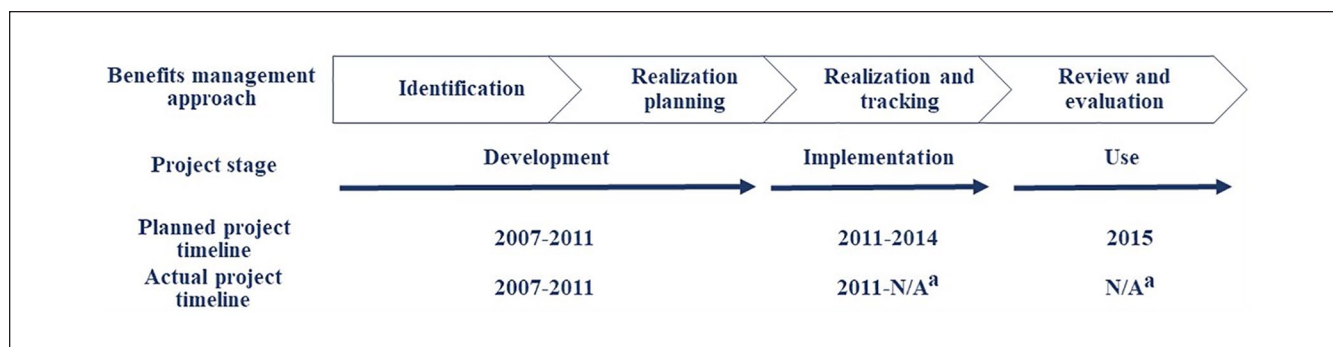 Benefits management
approach
Identification
Realization
planning
Realization and
tracking
Review and
evaluation
Project stage
Development
Implementation
Use
Planned project
timeline
2007-2011
2011-2014
2015
Actual project
timeline
2007-2011
2011-N/Aᵃ
N/Aᵃ